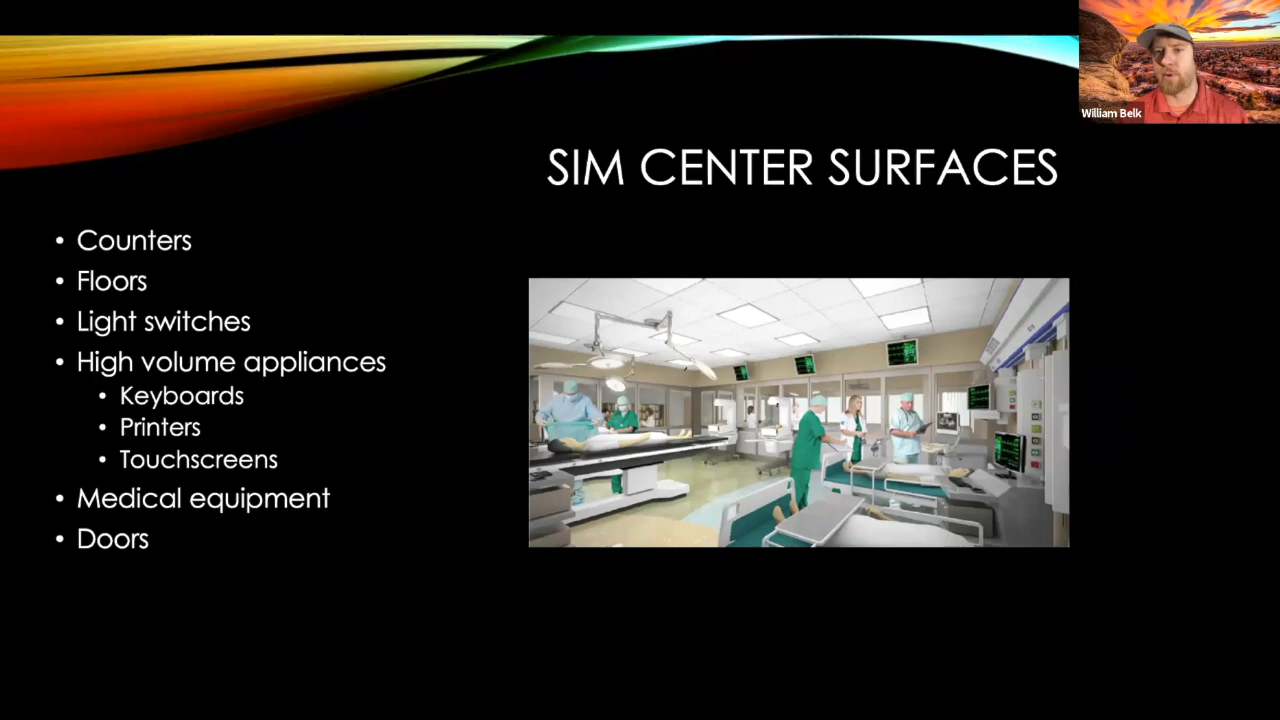 William Belk
SIM CENTER SURFACES
• Counters
• Floors
• Light switches
• High volume appliances
• Keyboards
• Printers
• Touchscreens
• Medical equipment
• Doors